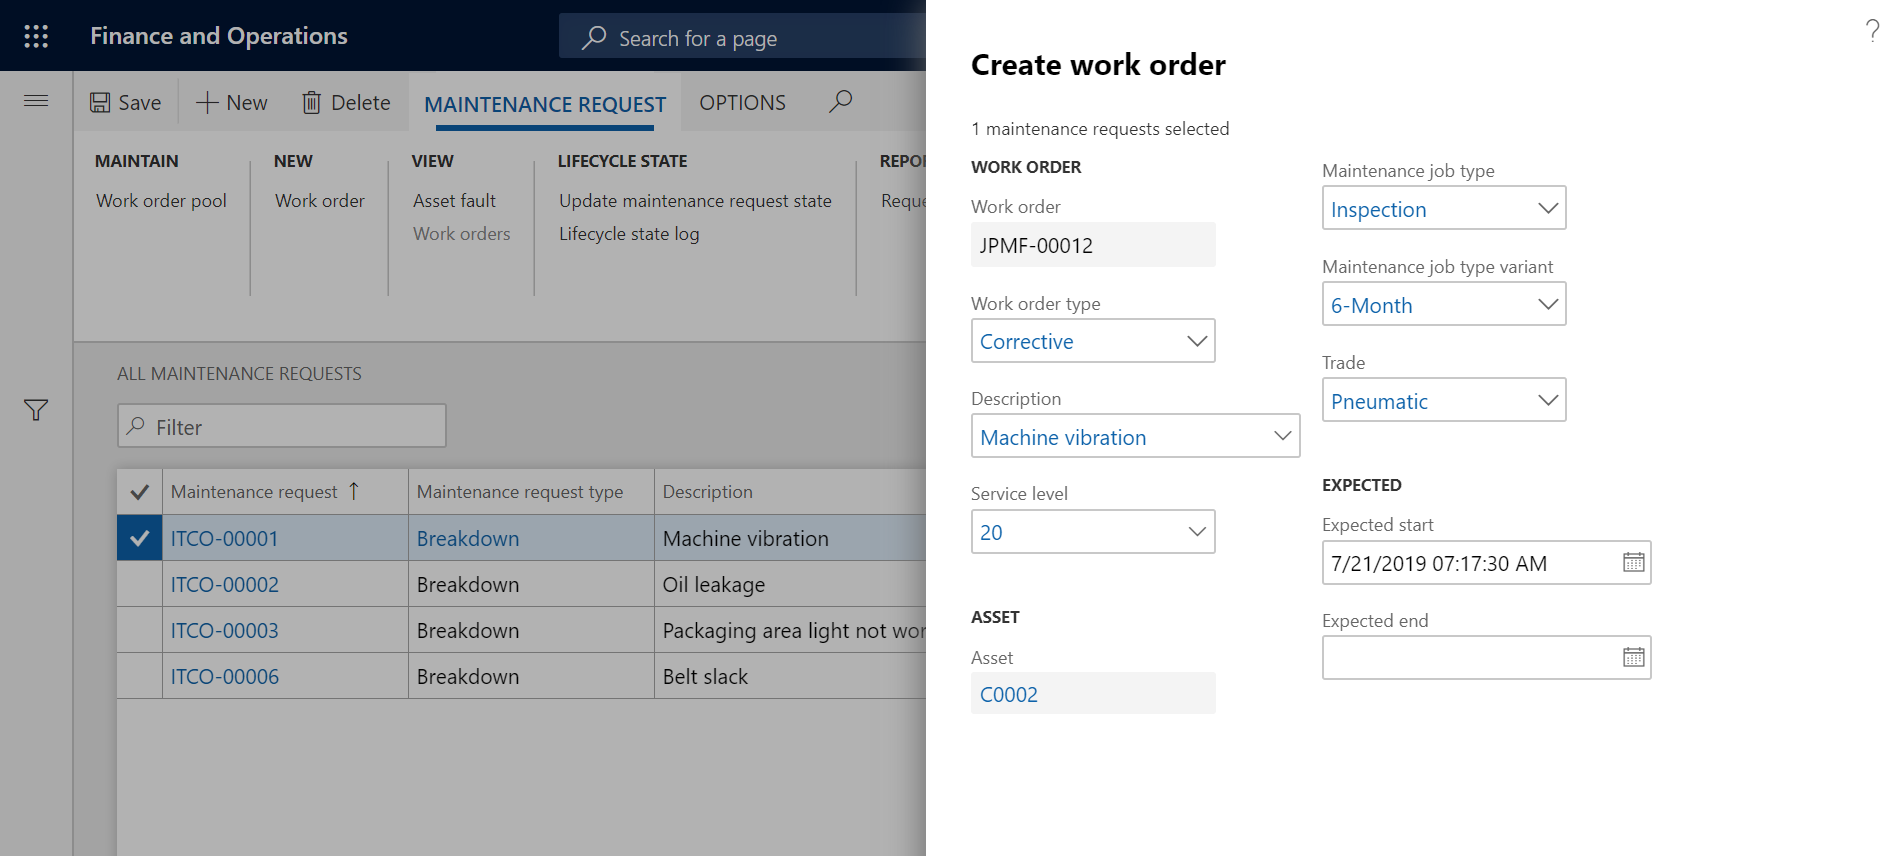 Finance and Operations
Search for a page
?
Save
New
Delete
MAINTENANCE REQUEST
OPTIONS
MAINTAIN
Work order pool
NEW
Work order
VIEW
Asset fault
Work orders
LIFECYCLE STATE
Update maintenance request state
Lifecycle state log
REPO
Reque
ALL MAINTENANCE REQUESTS
Filter
Maintenance request ↑ Maintenance request type Description
ITCO-00001 Breakdown Machine vibration
ITCO-00002 Breakdown Oil leakage
ITCO-00003 Breakdown Packaging area light not wor
ITCO-00006 Breakdown Belt slack
Create work order
1 maintenance requests selected
WORK ORDER
Work order
JPMF-00012
Work order type
Corrective
Description
Machine vibration
Service level
20
ASSET
Asset
C0002
Maintenance job type
Inspection
Maintenance job type variant
6-Month
Trade
Pneumatic
EXPECTED
Expected start
7/21/2019 07:17:30 AM
Expected end